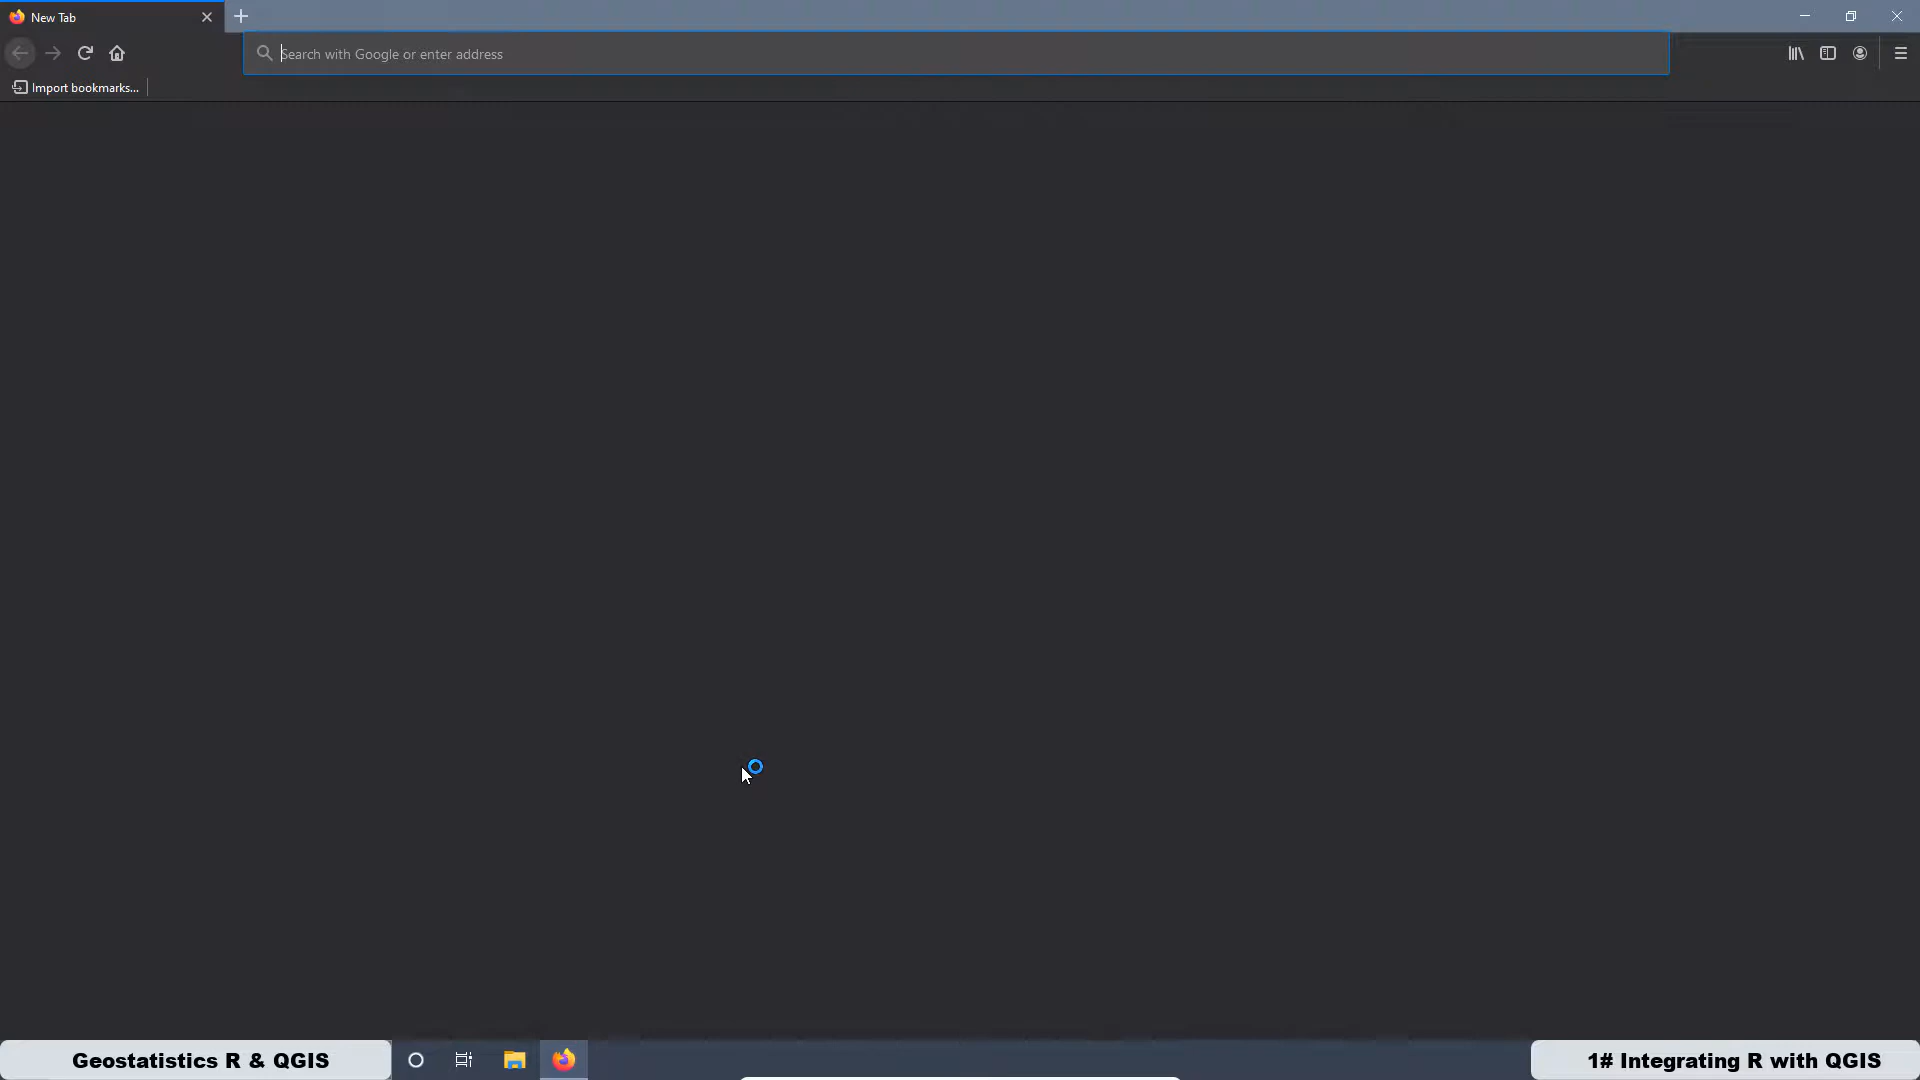 New Tab
Search with Google or enter address
Import bookmarks...
Geostatistics R & QGIS
1# Integrating R with QGIS